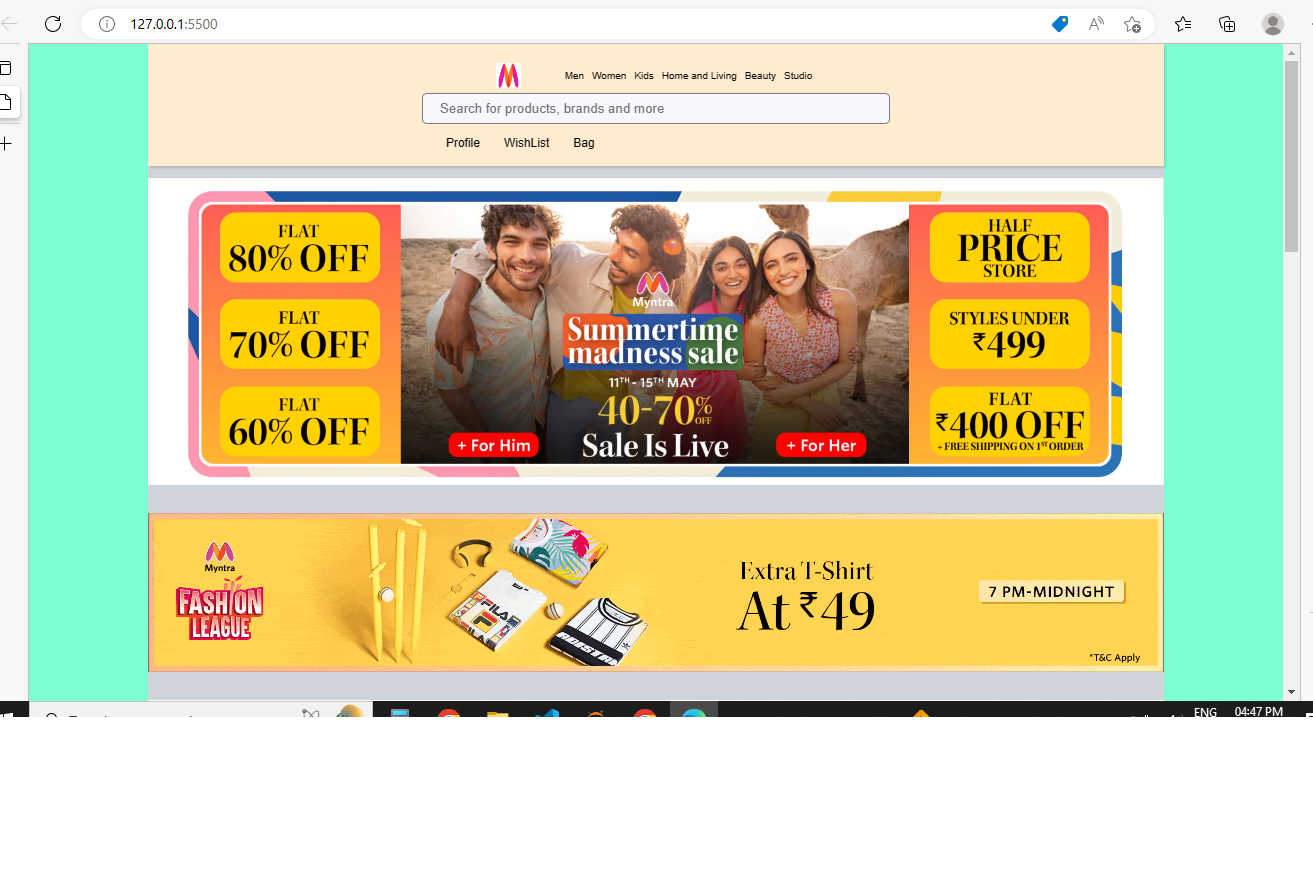 127.0.0.1:5500
Men Women Kids Home and Living Beauty Studio
Search for products, brands and more
Profile WishList Bag
FLAT
80% OFF
FLAT
70% OFF
FLAT
60% OFF
Myntra
Summertime
madness sale
11TH - 15TH MAY
40-70% OFF
Sale Is Live
+ For Him
+ For Her
HALF
PRICE
STORE
STYLES UNDER
₹499
FLAT
₹400 OFF
+ FREE SHIPPING ON 1ST ORDER
Myntra
FASHION
LEAGUE
FILA
F
Extra T-Shirt
At ₹49
7 PM-MIDNIGHT
*T&C Apply
ENG
04:47 PM